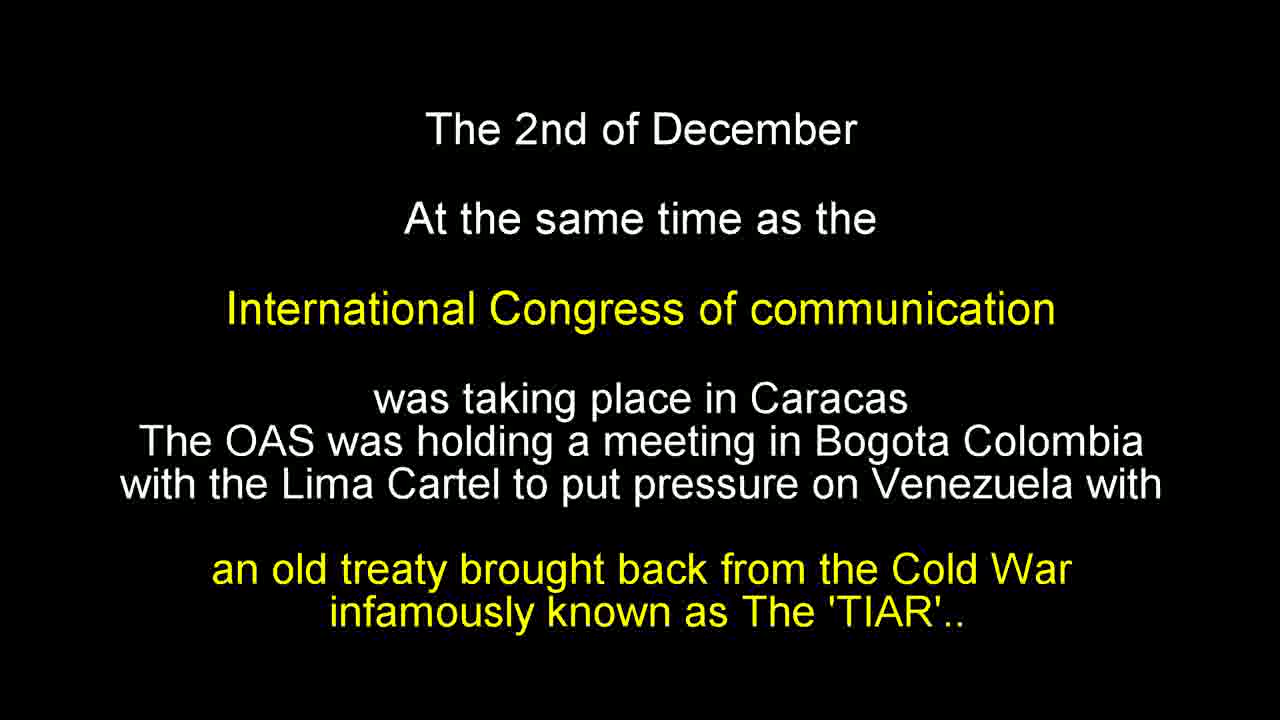 The 2nd of December
At the same time as the
International Congress of communication
was taking place in Caracas
The OAS was holding a meeting in Bogota Colombia
with the Lima Cartel to put pressure on Venezuela with
an old treaty brought back from the Cold War
infamously known as The 'TIAR'..